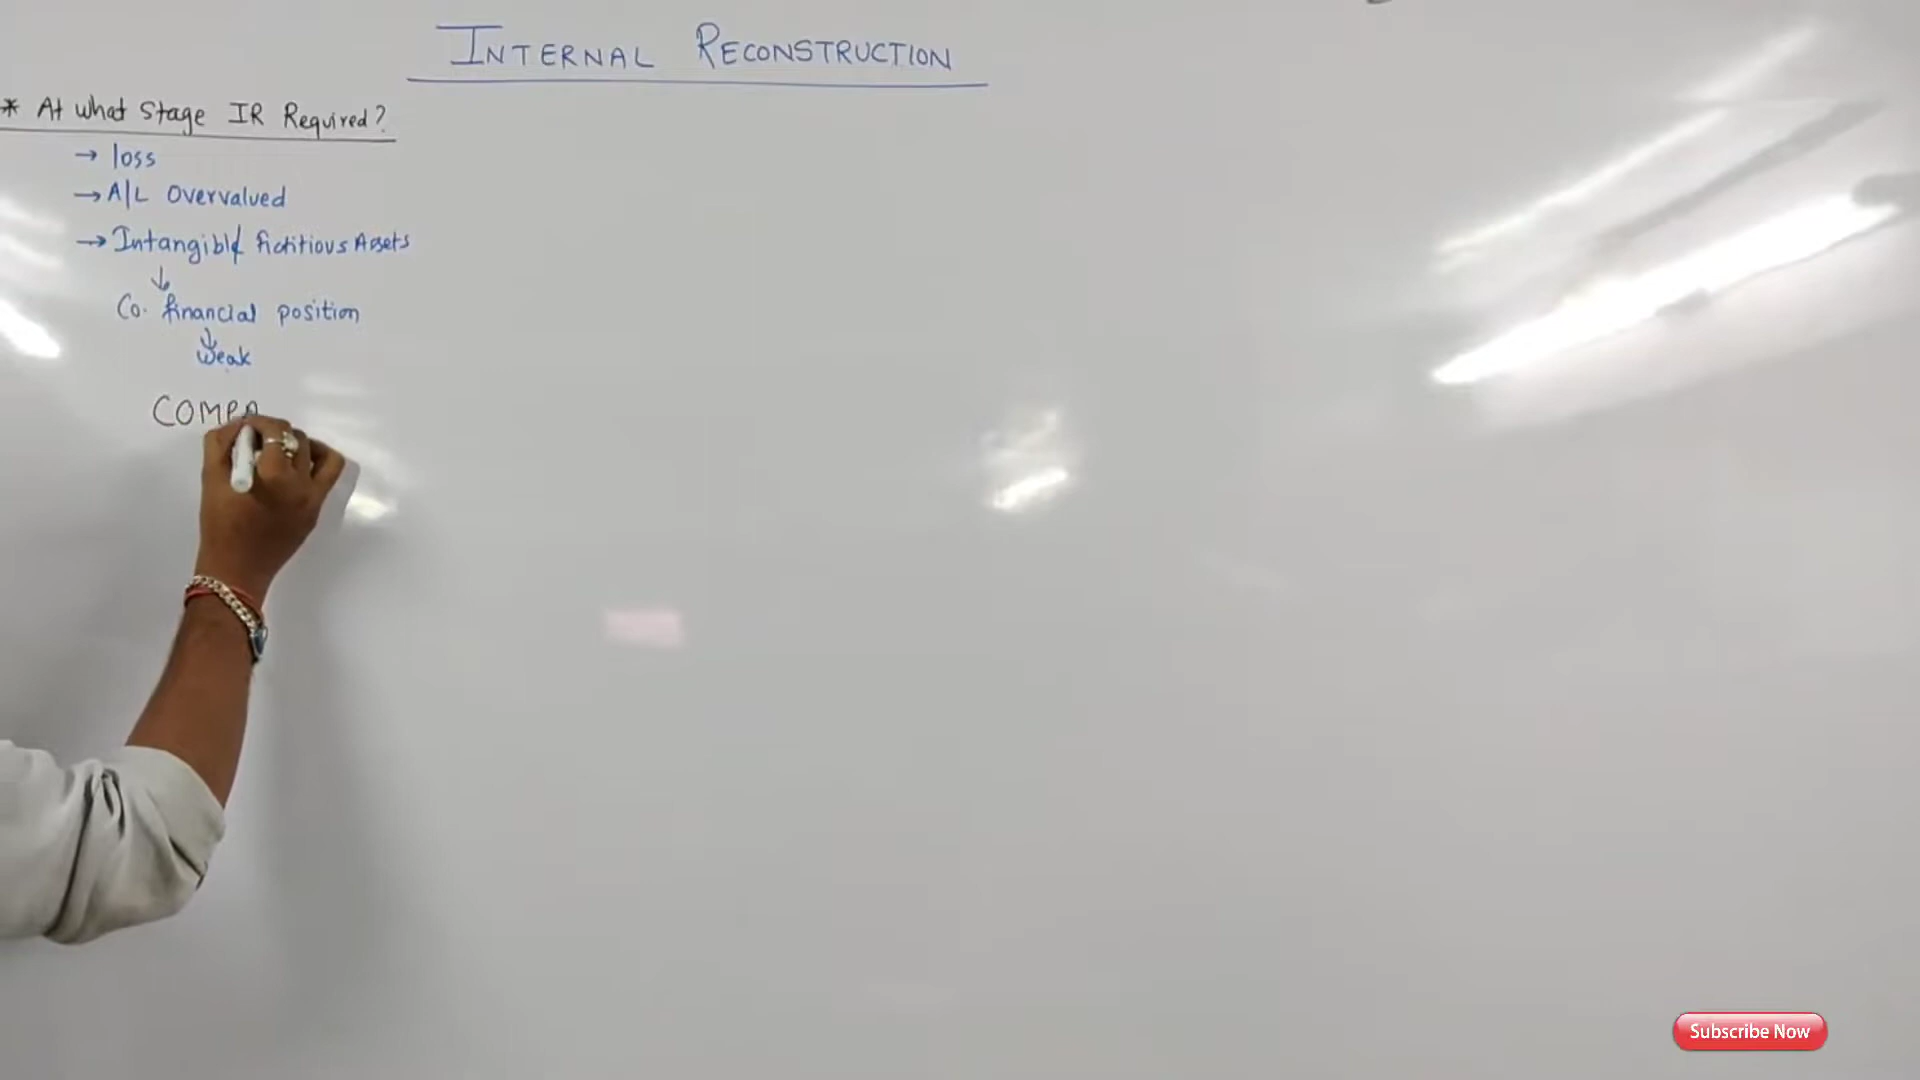 INTERNAL RECONSTRUCTION
* At what Stage IR Required?
→ loss
→ A/L Overvalued
→ Intangible fictitious Assets
↓
Co. financial position
↓
weak
COMPA
Subscribe Now